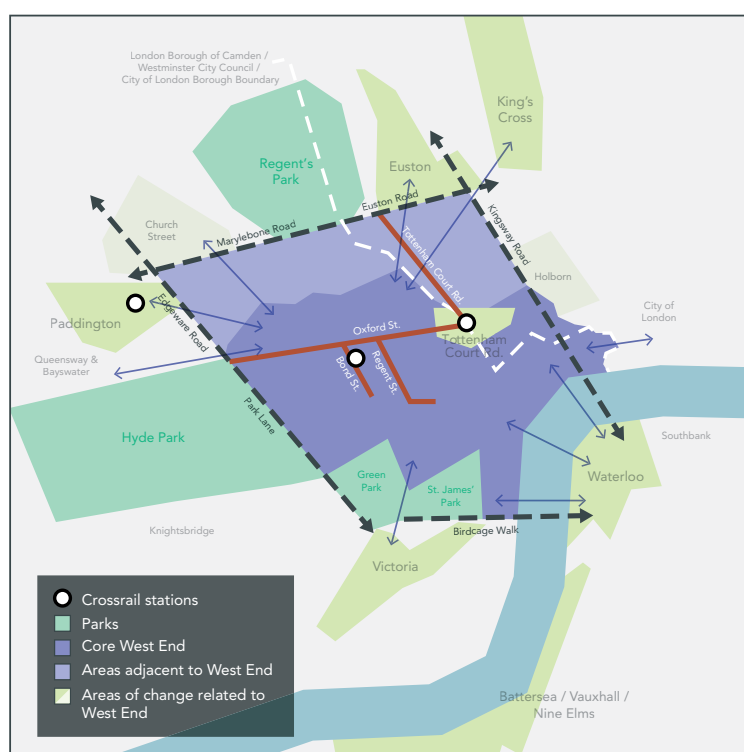 London Borough of Camden /
Westminster City Council /
City of London Borough Boundary
King's
Cross
Regent's
Park
Euston
Euston Road
Church
Street
Marylebone Road
Kingsway Road
Tottenham Court Rd.
Holborn
Paddington
Edgeware Road
Oxford St.
City of
London
Tottenham
Court Rd.
Queensway &
Bayswater
Bond St.
Regent St.
Park Lane
Hyde Park
Southbank
Green
Park
St. James'
Park
Waterloo
Knightsbridge
Birdcage Walk
Victoria
Crossrail stations
Parks
Core West End
Areas adjacent to West End
Areas of change related to
West End
Battersea / Vauxhall /
Nine Elms